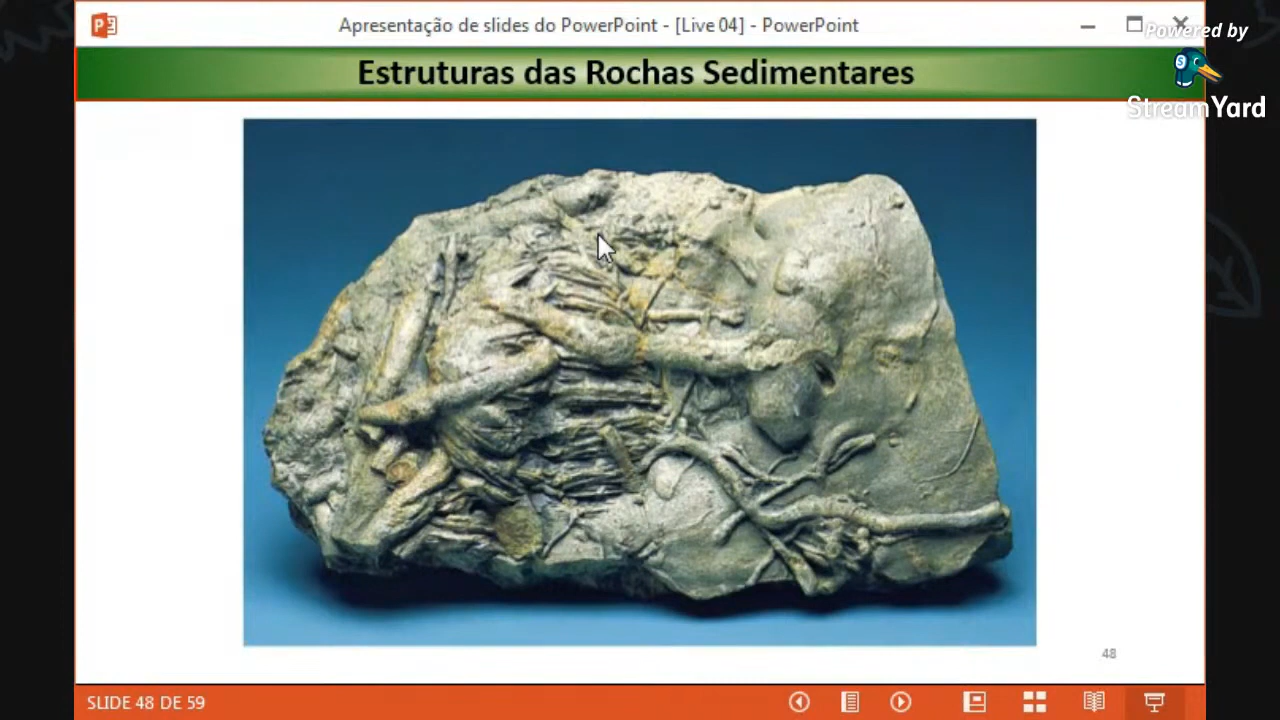 Apresentação de slides do PowerPoint - [Live 04] - PowerPoint
Powered by
StreamYard
Estruturas das Rochas Sedimentares
48
SLIDE 48 DE 59